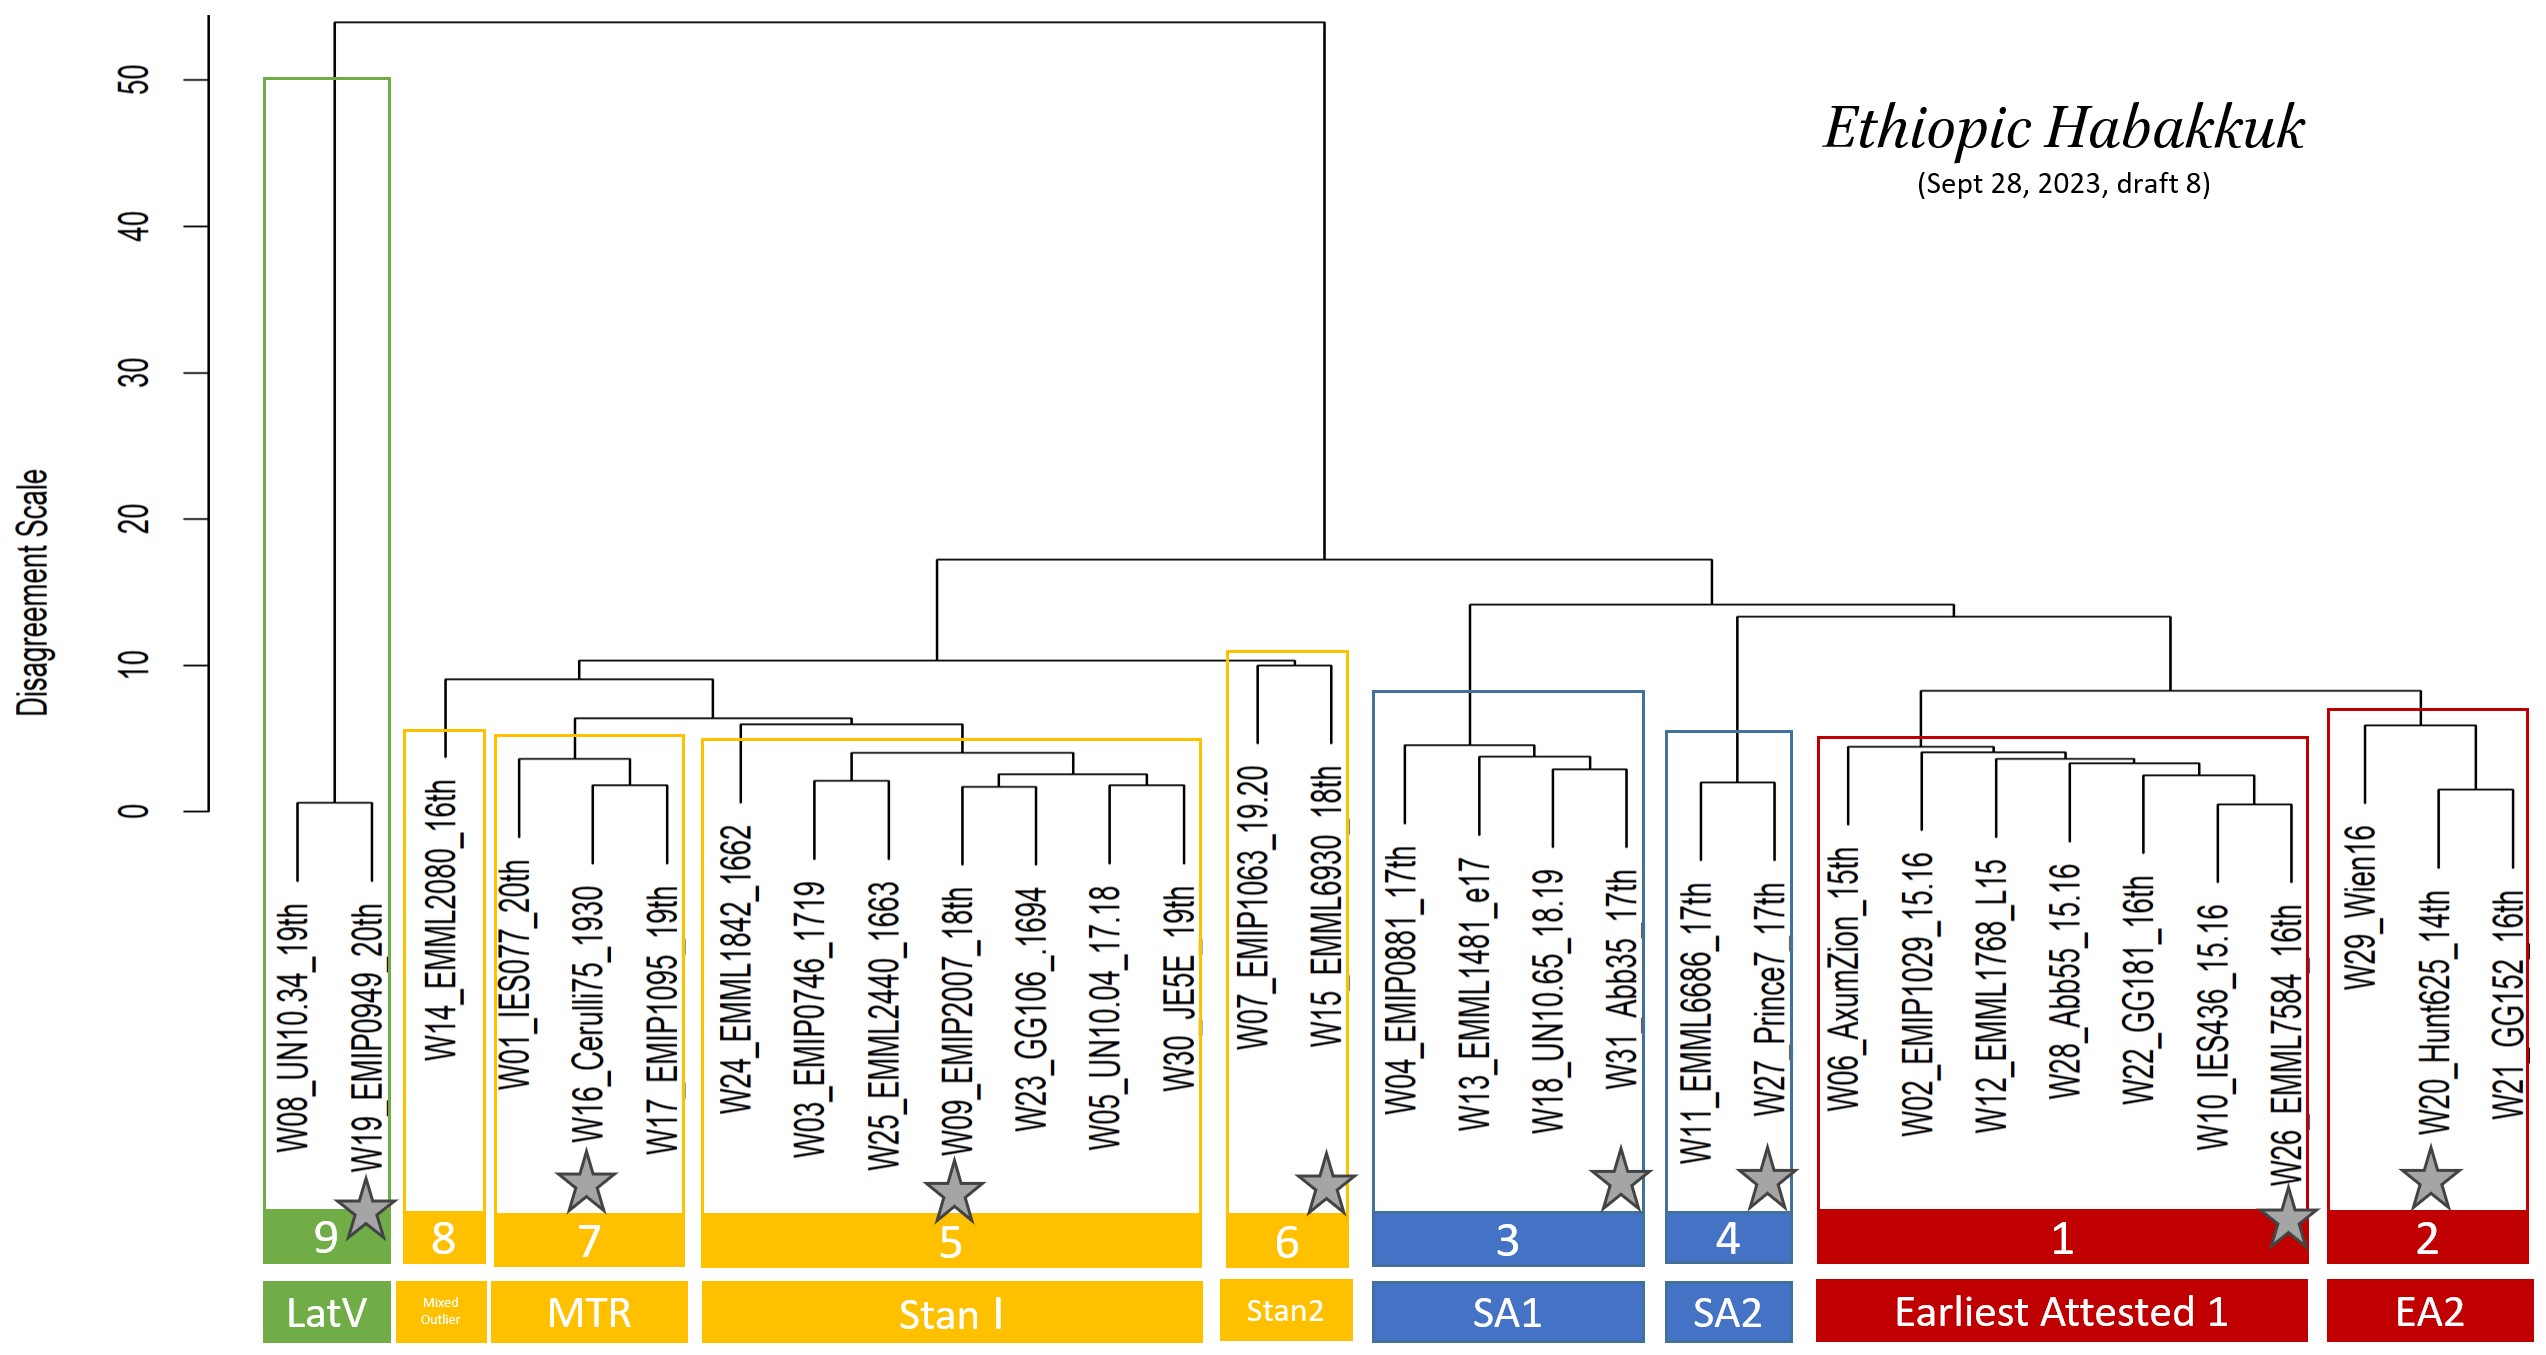 Ethiopic Habakkuk
(Sept 28, 2023, draft 8)
Disagreement Scale
50
40
30
20
10
0
W08_UN10.34_19th
W19_EMIP0949_20th
W14_EMML2080_16th
W01_IES077_20th
W16_Cerulli75_1930
W17_EMIP1095_19th
W24_EMML1842_1662
W03_EMIP0746_1719
W25_EMML2440_1663
W09_EMIP2007_18th
W23_GG106_.1694
W05_UN10.04_17.18
W30_JE5E_19th
W07_EMIP1063_19.20
W15_EMML6930_18th
W04_EMIP0881_17th
W13_EMML1481_e17
W18_UN10.65_18.19
W31_Abb35_17th
W11_EMML6686_17th
W27_Prince7_17th
W06_AxumZion_15th
W02_EMIP1029_15.16
W12_EMML1768_L15
W28_Abb55_15.16
W22_GG181_16th
W10_IES436_15.16
W26_EMML7584_16th
W29_Wien16
W20_Hunt625_14th
W21_GG152_16th
9
8
7
5
6
3
4
1
2
LatV
Mixed
Outlier
MTR
Stan l
Stan2
SA1
SA2
Earliest Attested 1
EA2